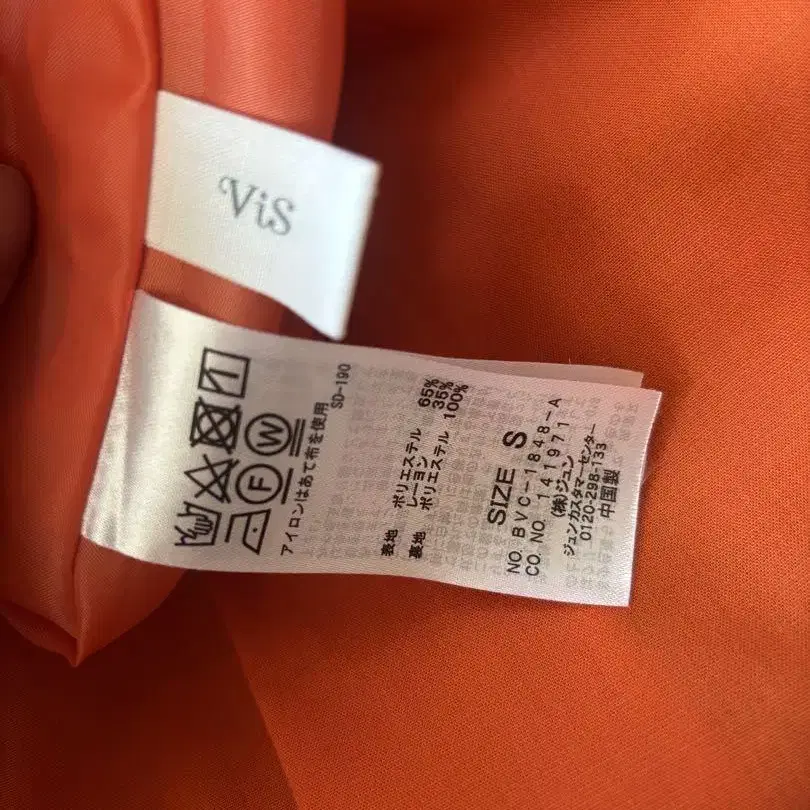 ViS
F
W
アイロンはあて布を使用
SD-190
表地 ポリエステル 65%
レーヨン 35%
裏地 ポリエステル 100%
SIZE S
NO. BVC-1848-A
CO. NO. 141971
(株)ジュン
ジュンカスタマーセンター
0120-298-133
中国製